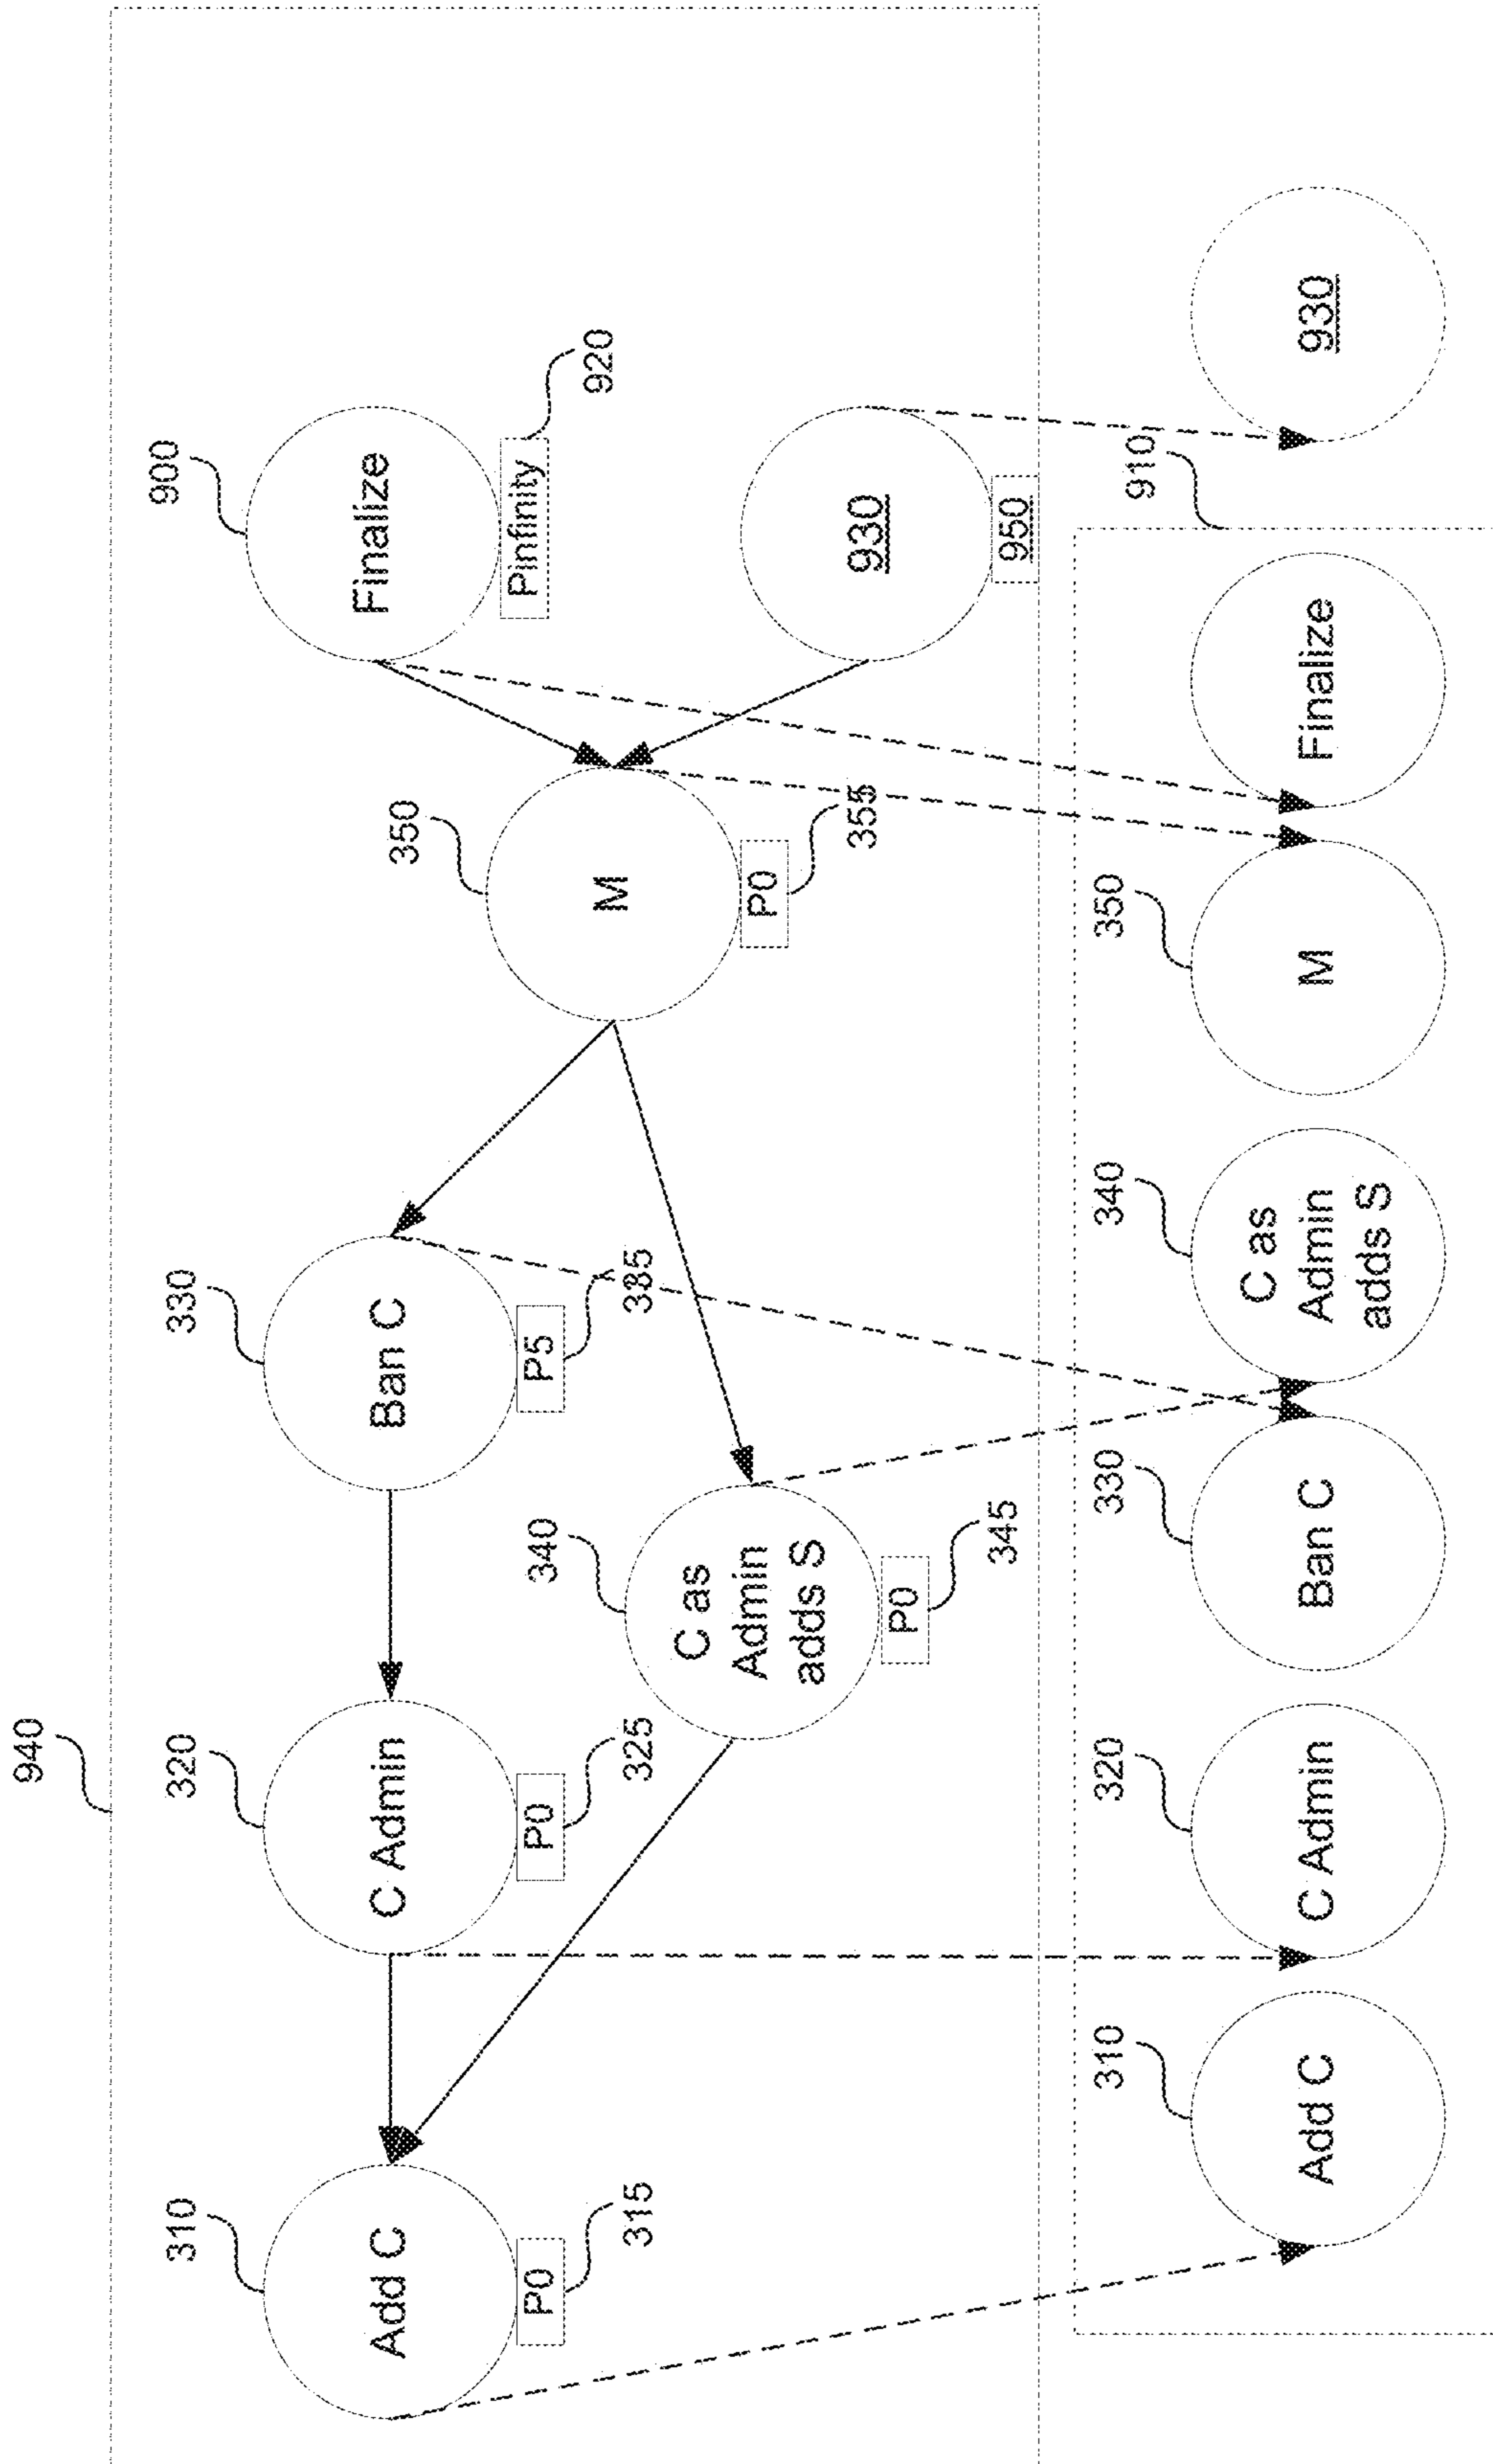 940
310
320
330
900
Add C
C Admin
Ban C
350
Finalize
P0
P0
P5
340
Pinfinity
315
325
385
M
920
C as
Admin
adds S
P0
355
930
P0
345
950
310
320
330
340
350
910
Add C
C Admin
Ban C
C as
Admin
adds S
M
Finalize
930